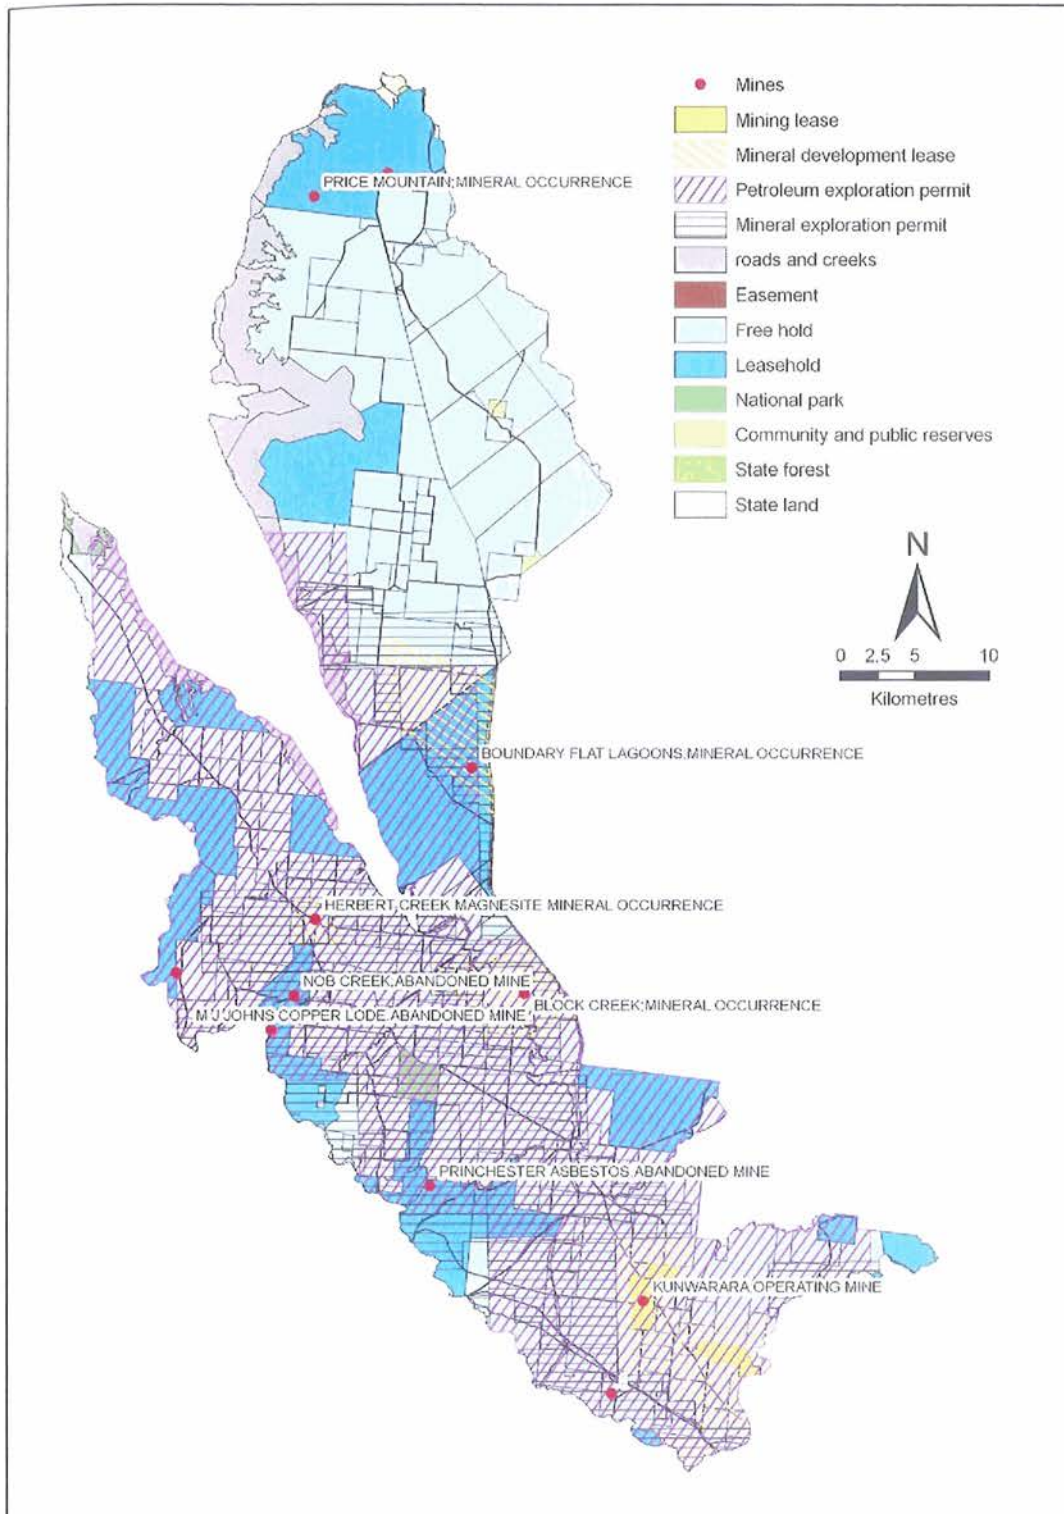 Mines
Mining lease
Mineral development lease
Petroleum exploration permit
Mineral exploration permit
roads and creeks
Easement
Free hold
Leasehold
National park
Community and public reserves
State forest
State land
N
0 2.5 5 10
Kilometres
PRICE MOUNTAIN;MINERAL OCCURRENCE
BOUNDARY FLAT LAGOONS;MINERAL OCCURRENCE
HERBERT CREEK MAGNESITE MINERAL OCCURRENCE
NOB CREEK;ABANDONED MINE
BLOCK CREEK;MINERAL OCCURRENCE
M J JOHNS COPPER LODE;ABANDONED MINE
PRINCHESTER ASBESTOS;ABANDONED MINE
KUNWARARA;OPERATING MINE